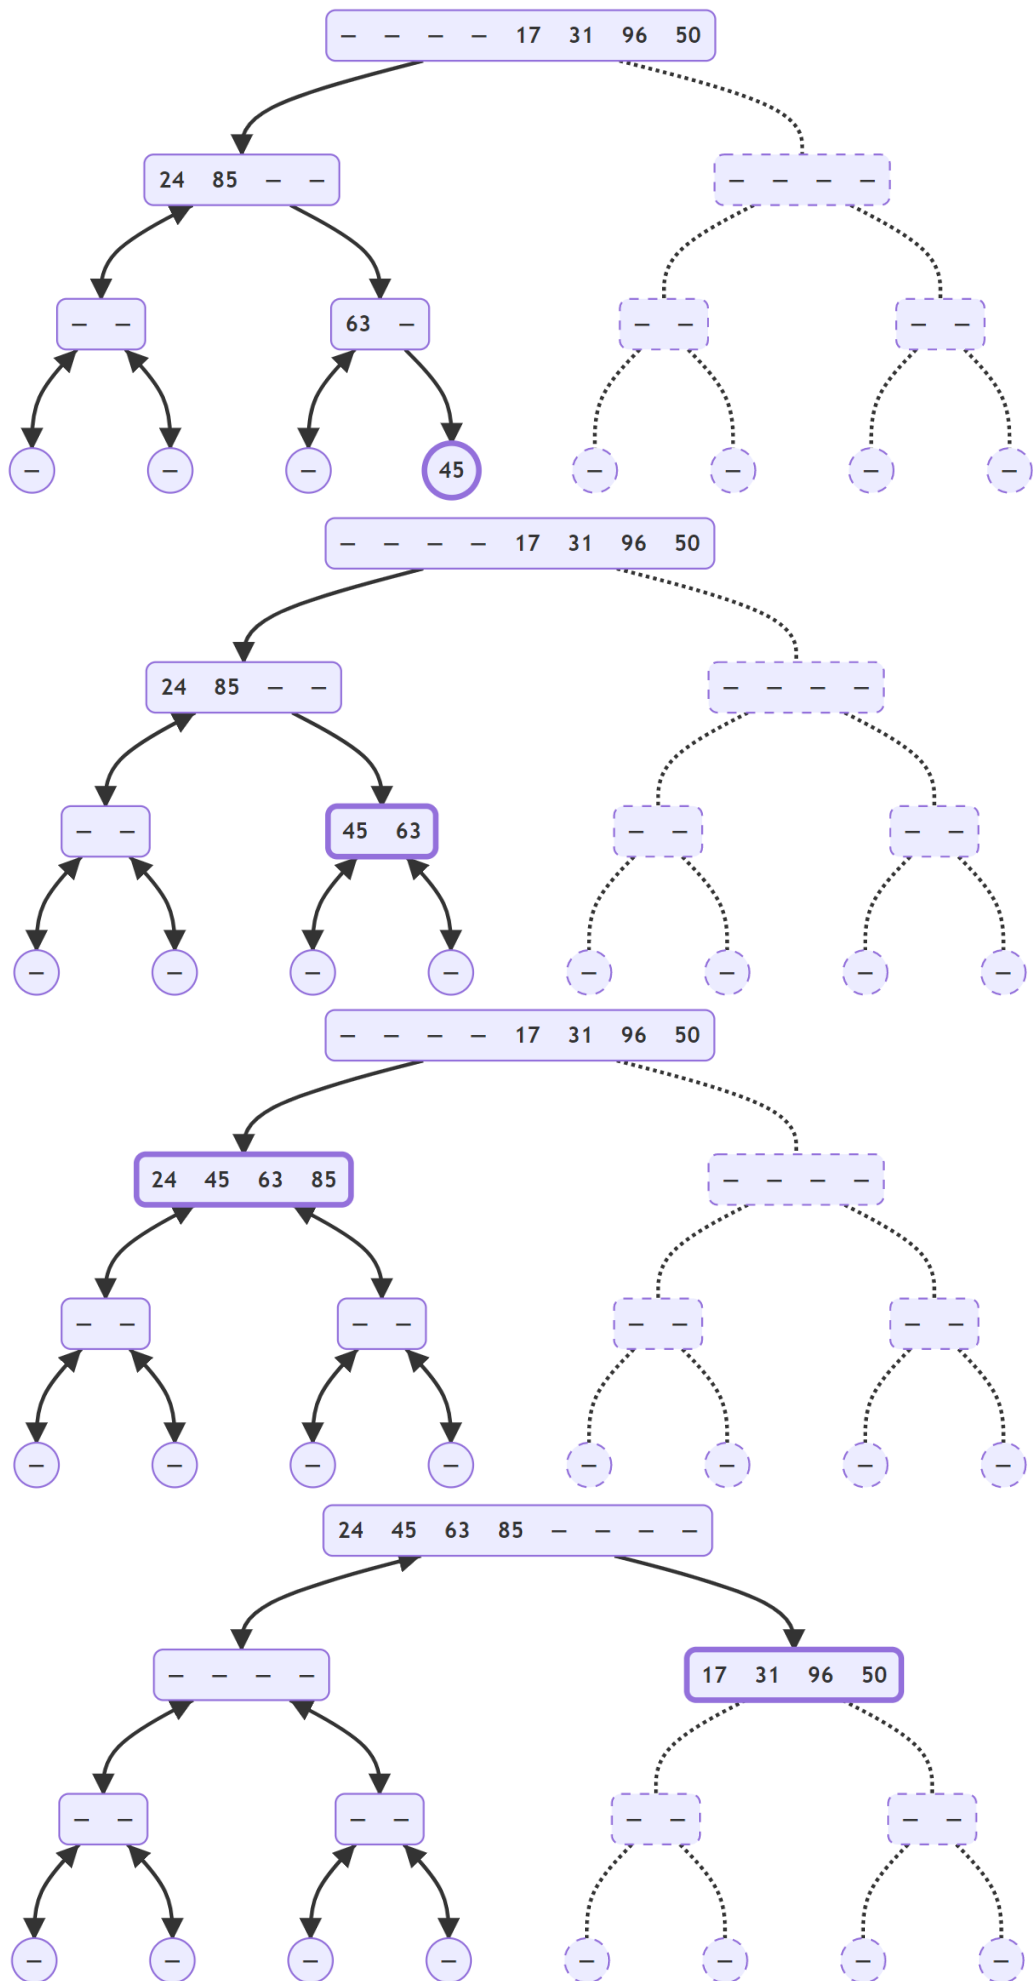 – – – – 17 31 96 50
24 85 – – – – – –
– – 63 – – – – –
– – – 45 – – – –
– – – – 17 31 96 50
24 85 – – – – – –
– – 45 63 – – – –
– – – – – – – –
– – – – 17 31 96 50
24 45 63 85 – – – –
– – – – – – – –
– – – – – – – –
24 45 63 85 – – – –
– – – – 17 31 96 50
– – – – – – – –
– – – – – – – –